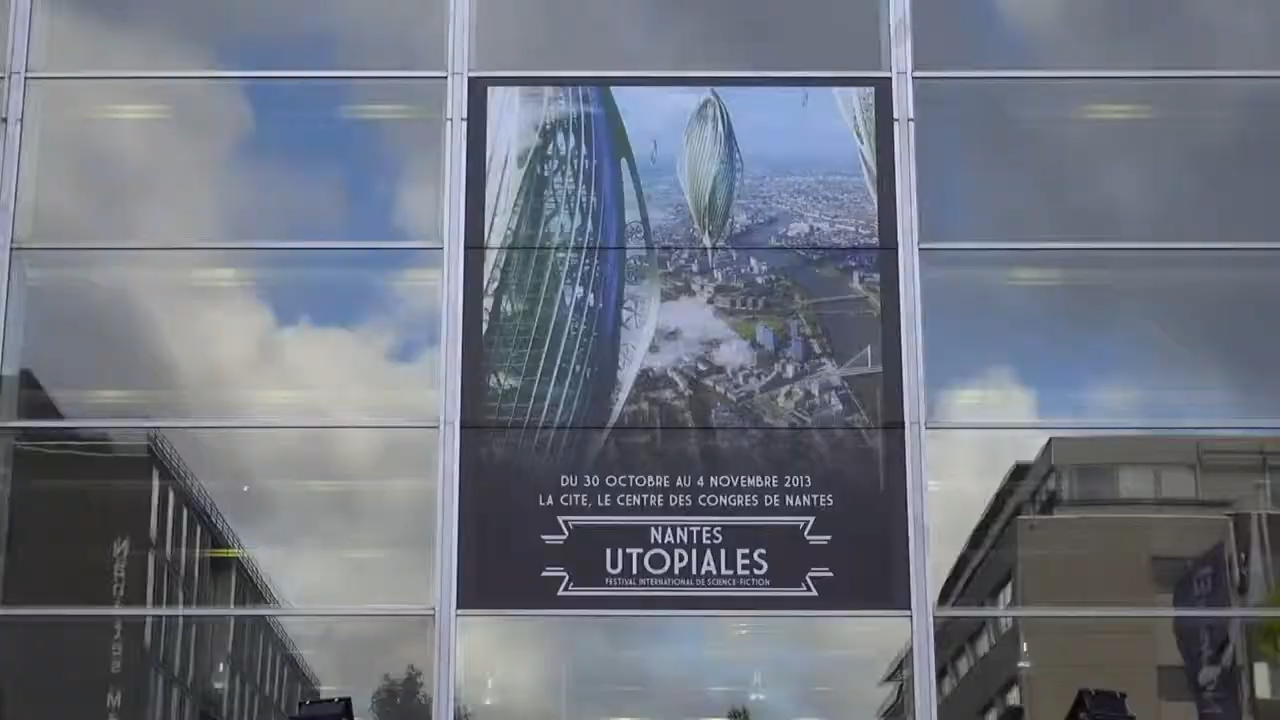 DU 30 OCTOBRE AU 4 NOVEMBRE 2013
LA CITE, LE CENTRE DES CONGRES DE NANTES
NANTES
UTOPIALES
FESTIVAL INTERNATIONAL DE SCIENCE-FICTION